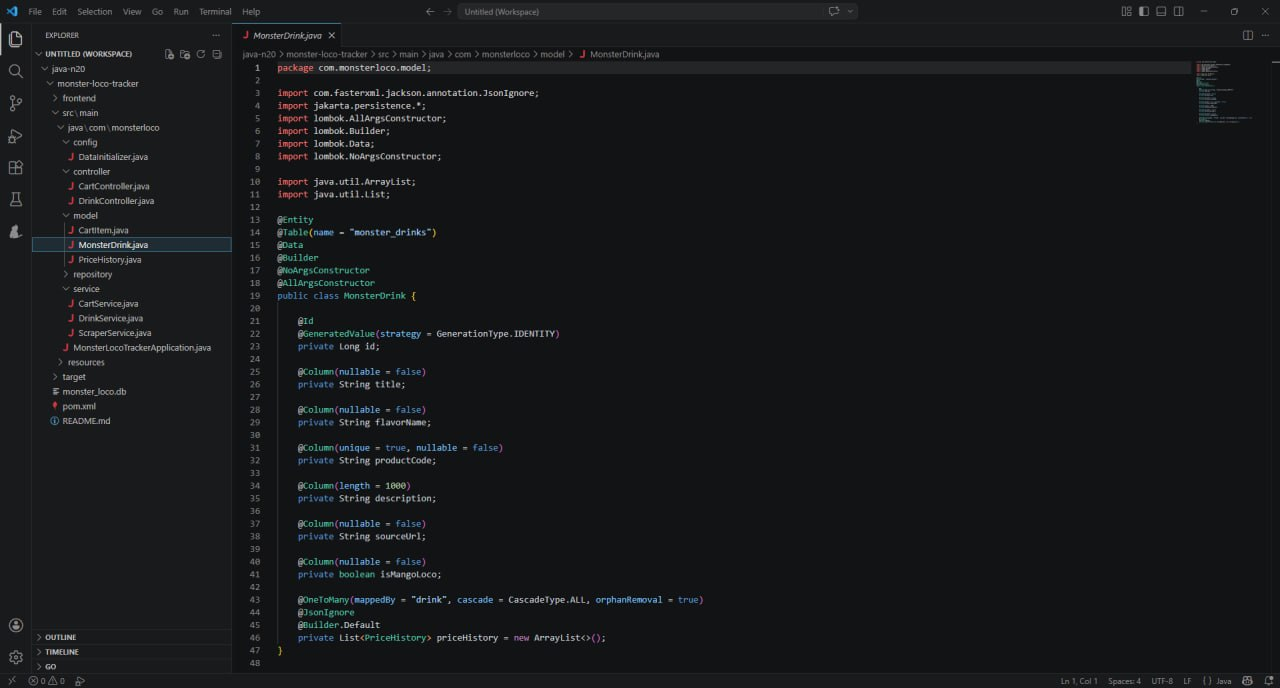 File Edit Selection View Go Run Terminal Help
Untitled (Workspace)
EXPLORER
UNTITLED (WORKSPACE)
java-n20
monster-loco-tracker
frontend
src\main
java\com\monsterloco
config
DataInitializer.java
controller
CartController.java
DrinkController.java
model
CartItem.java
MonsterDrink.java
PriceHistory.java
repository
service
CartService.java
DrinkService.java
ScraperService.java
MonsterLocoTrackerApplication.java
resources
target
monster_loco.db
pom.xml
README.md
OUTLINE
TIMELINE
GO
MonsterDrink.java
java-n20 > monster-loco-tracker > src > main > java > com > monsterloco > model > MonsterDrink.java
1 package com.monsterloco.model;
2
3 import com.fasterxml.jackson.annotation.JsonIgnore;
4 import jakarta.persistence.*;
5 import lombok.AllArgsConstructor;
6 import lombok.Builder;
7 import lombok.Data;
8 import lombok.NoArgsConstructor;
9
10 import java.util.ArrayList;
11 import java.util.List;
12
13 @Entity
14 @Table(name = "monster_drinks")
15 @Data
16 @Builder
17 @NoArgsConstructor
18 @AllArgsConstructor
19 public class MonsterDrink {
20
21 @Id
22 @GeneratedValue(strategy = GenerationType.IDENTITY)
23 private Long id;
24
25 @Column(nullable = false)
26 private String title;
27
28 @Column(nullable = false)
29 private String flavorName;
30
31 @Column(unique = true, nullable = false)
32 private String productCode;
33
34 @Column(length = 1000)
35 private String description;
36
37 @Column(nullable = false)
38 private String sourceUrl;
39
40 @Column(nullable = false)
41 private boolean isMangoLoco;
42
43 @OneToMany(mappedBy = "drink", cascade = CascadeType.ALL, orphanRemoval = true)
44 @JsonIgnore
45 @Builder.Default
46 private List<PriceHistory> priceHistory = new ArrayList<>();
47 }
48
0 0
Ln 1, Col 1 Spaces: 4 UTF-8 LF {} Java